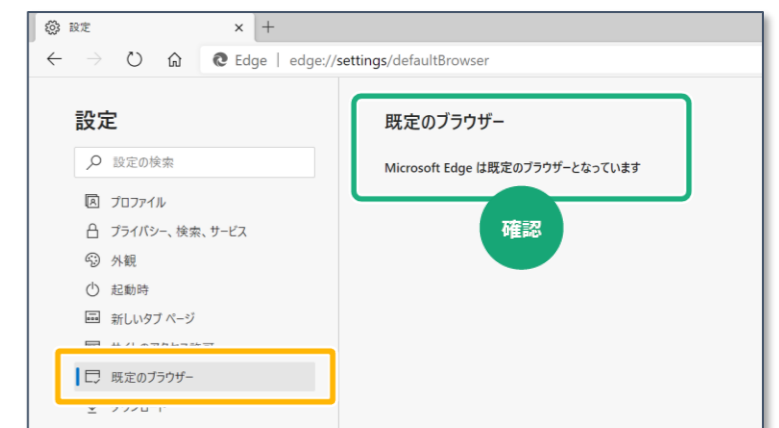 設定
Edge | edge://settings/defaultBrowser
設定
設定の検索
プロファイル
プライバシー、検索、サービス
外観
起動時
新しいタブ ページ
既定のブラウザー
既定のブラウザー
Microsoft Edge は既定のブラウザーとなっています
確認